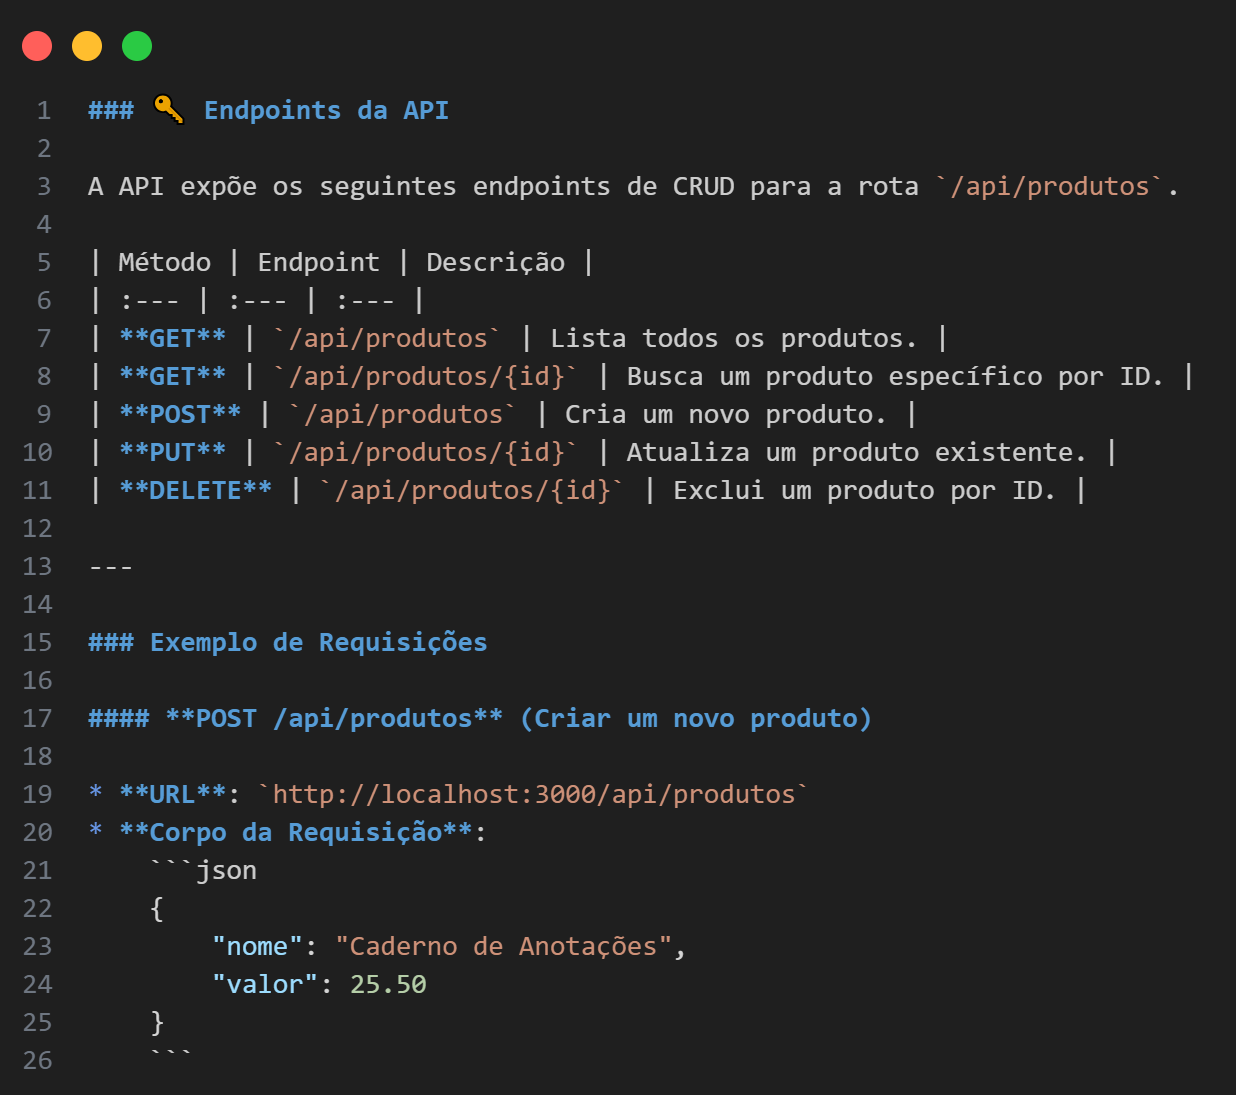 1 ### 🔑 Endpoints da API
2
3 A API expõe os seguintes endpoints de CRUD para a rota `/api/produtos`.
4
5 | Método | Endpoint | Descrição |
6 | :--- | :--- | :--- |
7 | **GET** | `/api/produtos` | Lista todos os produtos. |
8 | **GET** | `/api/produtos/{id}` | Busca um produto específico por ID. |
9 | **POST** | `/api/produtos` | Cria um novo produto. |
10 | **PUT** | `/api/produtos/{id}` | Atualiza um produto existente. |
11 | **DELETE** | `/api/produtos/{id}` | Exclui um produto por ID. |
12
13 ---
14
15 ### Exemplo de Requisições
16
17 #### **POST /api/produtos** (Criar um novo produto)
18
19 * **URL**: `http://localhost:3000/api/produtos`
20 * **Corpo da Requisição**:
21     ```json
22     {
23         "nome": "Caderno de Anotações",
24         "valor": 25.50
25     }
26     ```